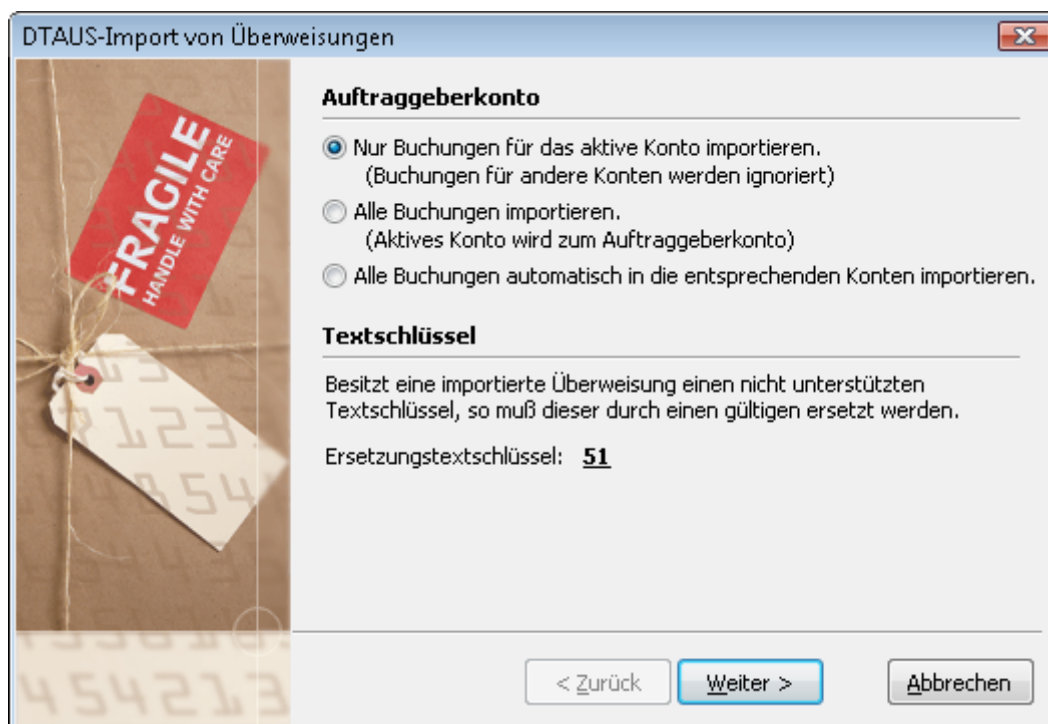 DTAUS-Import von Überweisungen
FRAGILE
HANDLE WITH CARE
Auftraggeberkonto
Nur Buchungen für das aktive Konto importieren.
(Buchungen für andere Konten werden ignoriert)
Alle Buchungen importieren.
(Aktives Konto wird zum Auftraggeberkonto)
Alle Buchungen automatisch in die entsprechenden Konten importieren.
Textschlüssel
Besitzt eine importierte Überweisung einen nicht unterstützten
Textschlüssel, so muß dieser durch einen gültigen ersetzt werden.
Ersetzungstextschlüssel: 51
454213
< Zurück
Weiter >
Abbrechen